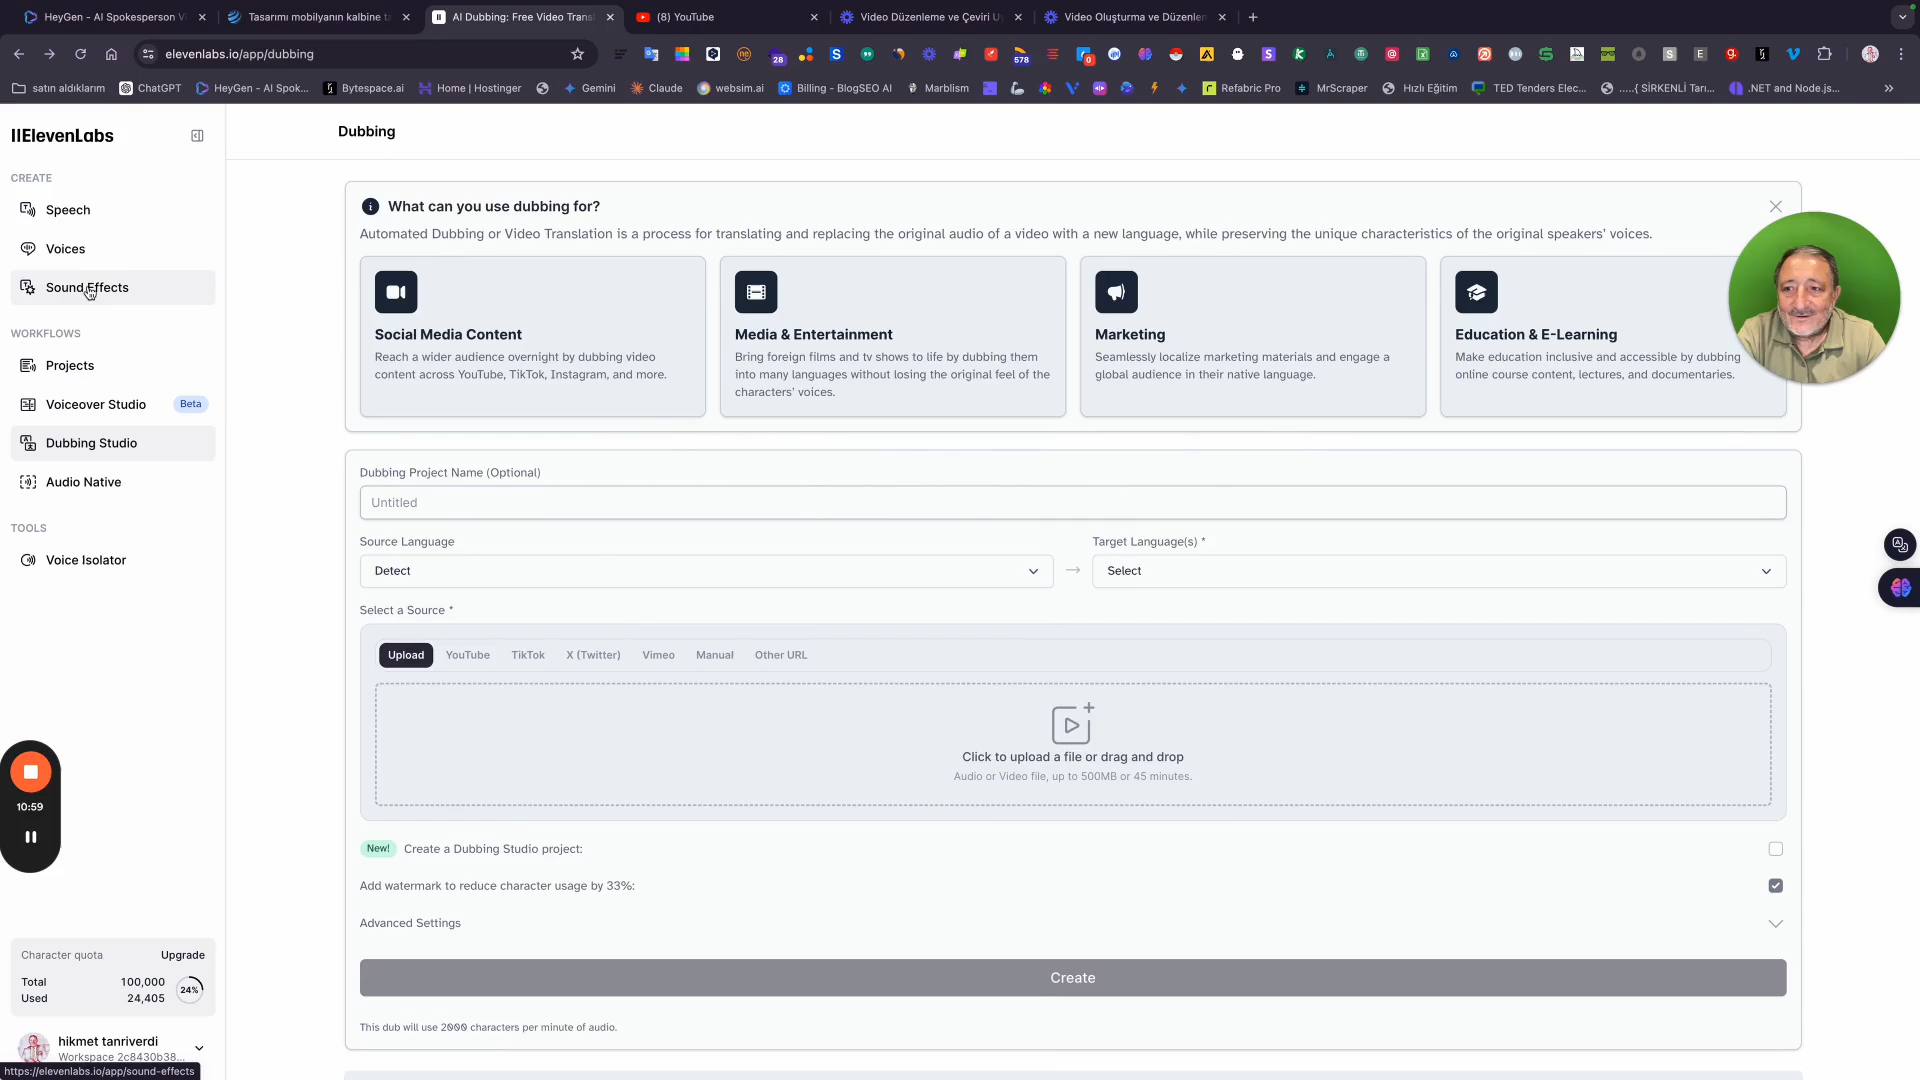 HeyGen - AI Spokesperson Vi
Tasarımı mobilyanın kalbine ta
AI Dubbing: Free Video Transl
(8) YouTube
Video Düzenleme ve Çeviri Uy
Video Oluşturma ve Düzenlem
elevenlabs.io/app/dubbing
28
578
0
satın aldıklarım
ChatGPT
HeyGen - AI Spok...
Bytespace.ai
Home | Hostinger
Gemini
Claude
websim.ai
Billing - BlogSEO AI
Marblism
Refabric Pro
MrScraper
Hızlı Eğitim
TED Tenders Elec...
.....{ SİRKENLİ Tarı...
.NET and Node.js...
IIElevenLabs
CREATE
Speech
Voices
Sound Effects
WORKFLOWS
Projects
Voiceover Studio
Beta
Dubbing Studio
Audio Native
TOOLS
Voice Isolator
10:59
Character quota
Upgrade
Total
100,000
Used
24,405
24%
hikmet tanriverdi
Workspace 2c8430b38...
https://elevenlabs.io/app/sound-effects
Dubbing
What can you use dubbing for?
Automated Dubbing or Video Translation is a process for translating and replacing the original audio of a video with a new language, while preserving the unique characteristics of the original speakers' voices.
Social Media Content
Reach a wider audience overnight by dubbing video
content across YouTube, TikTok, Instagram, and more.
Media & Entertainment
Bring foreign films and tv shows to life by dubbing them
into many languages without losing the original feel of the
characters' voices.
Marketing
Seamlessly localize marketing materials and engage a
global audience in their native language.
Education & E-Learning
Make education inclusive and accessible by dubbing
online course content, lectures, and documentaries.
Dubbing Project Name (Optional)
Untitled
Source Language
Detect
Target Language(s) *
Select
Select a Source *
Upload
YouTube
TikTok
X (Twitter)
Vimeo
Manual
Other URL
Click to upload a file or drag and drop
Audio or Video file, up to 500MB or 45 minutes.
New!
Create a Dubbing Studio project:
Add watermark to reduce character usage by 33%:
Advanced Settings
Create
This dub will use 2000 characters per minute of audio.